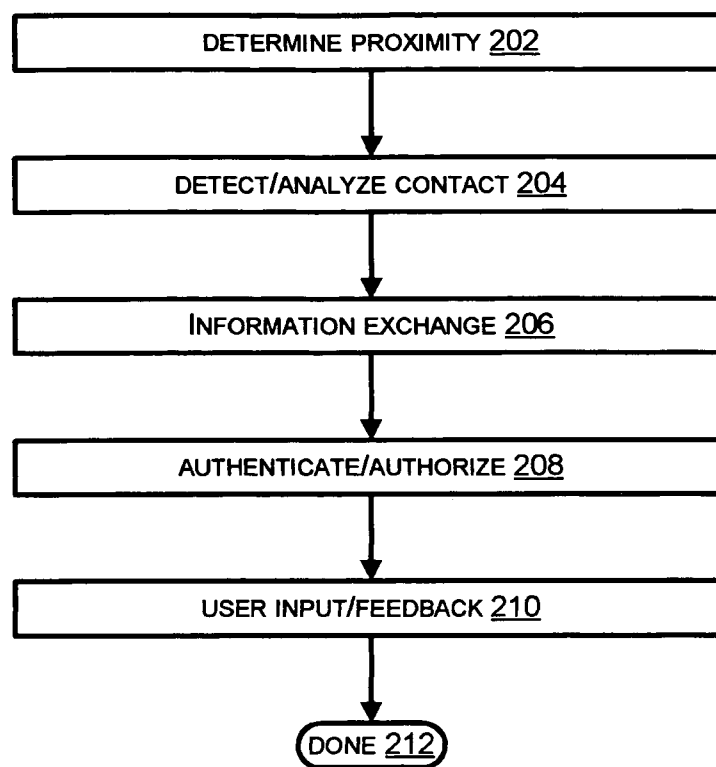 DETERMINE PROXIMITY 202
DETECT/ANALYZE CONTACT 204
INFORMATION EXCHANGE 206
AUTHENTICATE/AUTHORIZE 208
USER INPUT/FEEDBACK 210
DONE 212